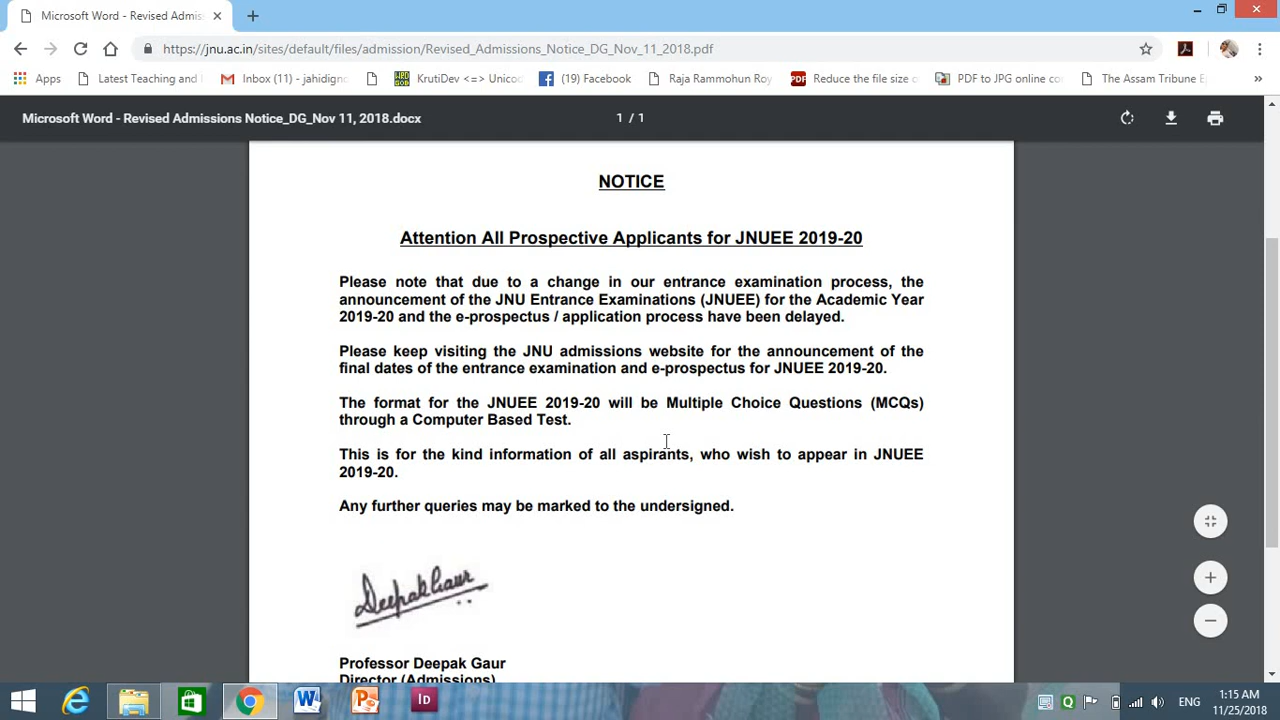 Microsoft Word - Revised Admis
https://jnu.ac.in/sites/default/files/admission/Revised_Admissions_Notice_DG_Nov_11_2018.pdf
Apps
Latest Teaching and
Inbox (11) - jahidign
KrutiDev <=> Unico
(19) Facebook
Raja Rammohun Roy
Reduce the file size o
PDF to JPG online co
The Assam Tribune E
»
Microsoft Word - Revised Admissions Notice_DG Nov 11, 2018.docx
1 / 1
NOTICE
Attention All Prospective Applicants for JNUEE 2019-20
Please note that due to a change in our entrance examination process, the
announcement of the JNU Entrance Examinations (JNUEE) for the Academic Year
2019-20 and the e-prospectus / application process have been delayed.
Please keep visiting the JNU admissions website for the announcement of the
final dates of the entrance examination and e-prospectus for JNUEE 2019-20.
The format for the JNUEE 2019-20 will be Multiple Choice Questions (MCQs)
through a Computer Based Test.
This is for the kind information of all aspirants, who wish to appear in JNUEE
2019-20.
Any further queries may be marked to the undersigned.
Deepak Gaur
Professor Deepak Gaur
Director (Admissions)
ENG
1:15 AM
11/25/2018